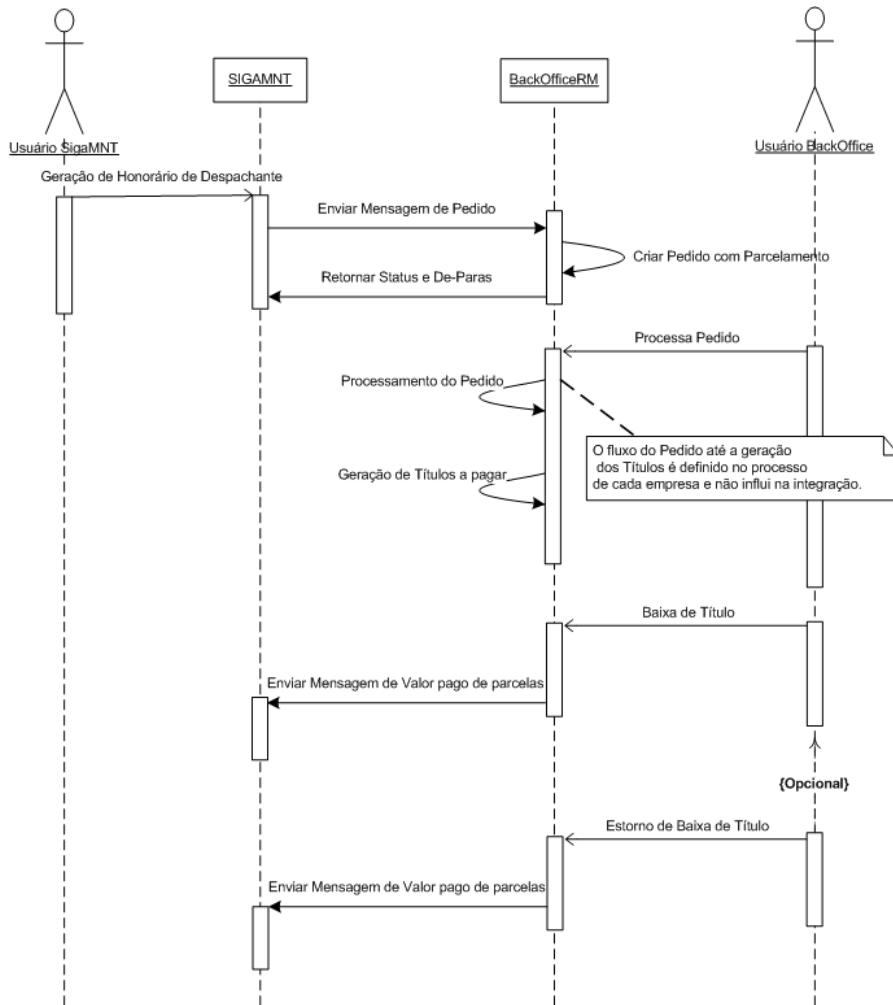 SIGAMNT
BackOfficeRM
Usuário SigaMNT
Usuário BackOffice
Geração de Honorário de Despachante
Enviar Mensagem de Pedido
Criar Pedido com Parcelamento
Retornar Status e De-Paras
Processa Pedido
Processamento do Pedido
O fluxo do Pedido até a geração
dos Títulos é definido no processo
de cada empresa e não influi na integração.
Geração de Títulos a pagar
Baixa de Título
Enviar Mensagem de Valor pago de parcelas
{Opcional}
Estorno de Baixa de Título
Enviar Mensagem de Valor pago de parcelas